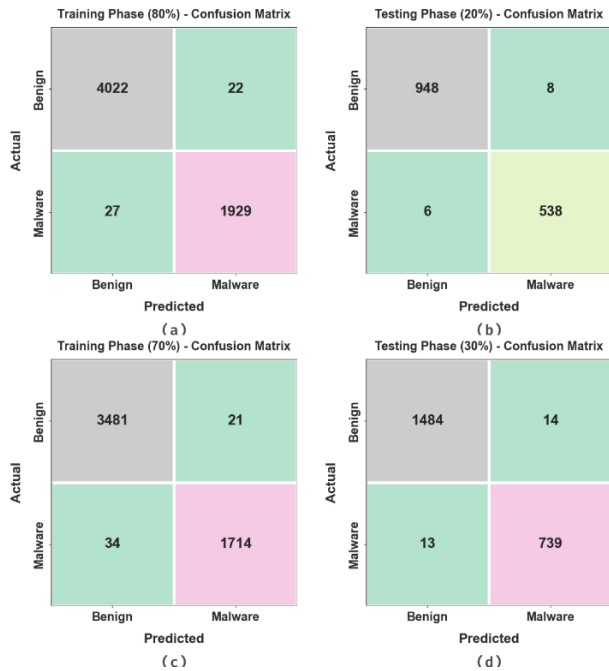 Training Phase (80%) - Confusion Matrix
Actual
Benign
4022
22
Malware
27
1929
Benign
Malware
Predicted
(a)
Testing Phase (20%) - Confusion Matrix
Actual
Benign
948
8
Malware
6
538
Benign
Malware
Predicted
(b)
Training Phase (70%) - Confusion Matrix
Actual
Benign
3481
21
Malware
34
1714
Benign
Malware
Predicted
(c)
Testing Phase (30%) - Confusion Matrix
Actual
Benign
1484
14
Malware
13
739
Benign
Malware
Predicted
(d)